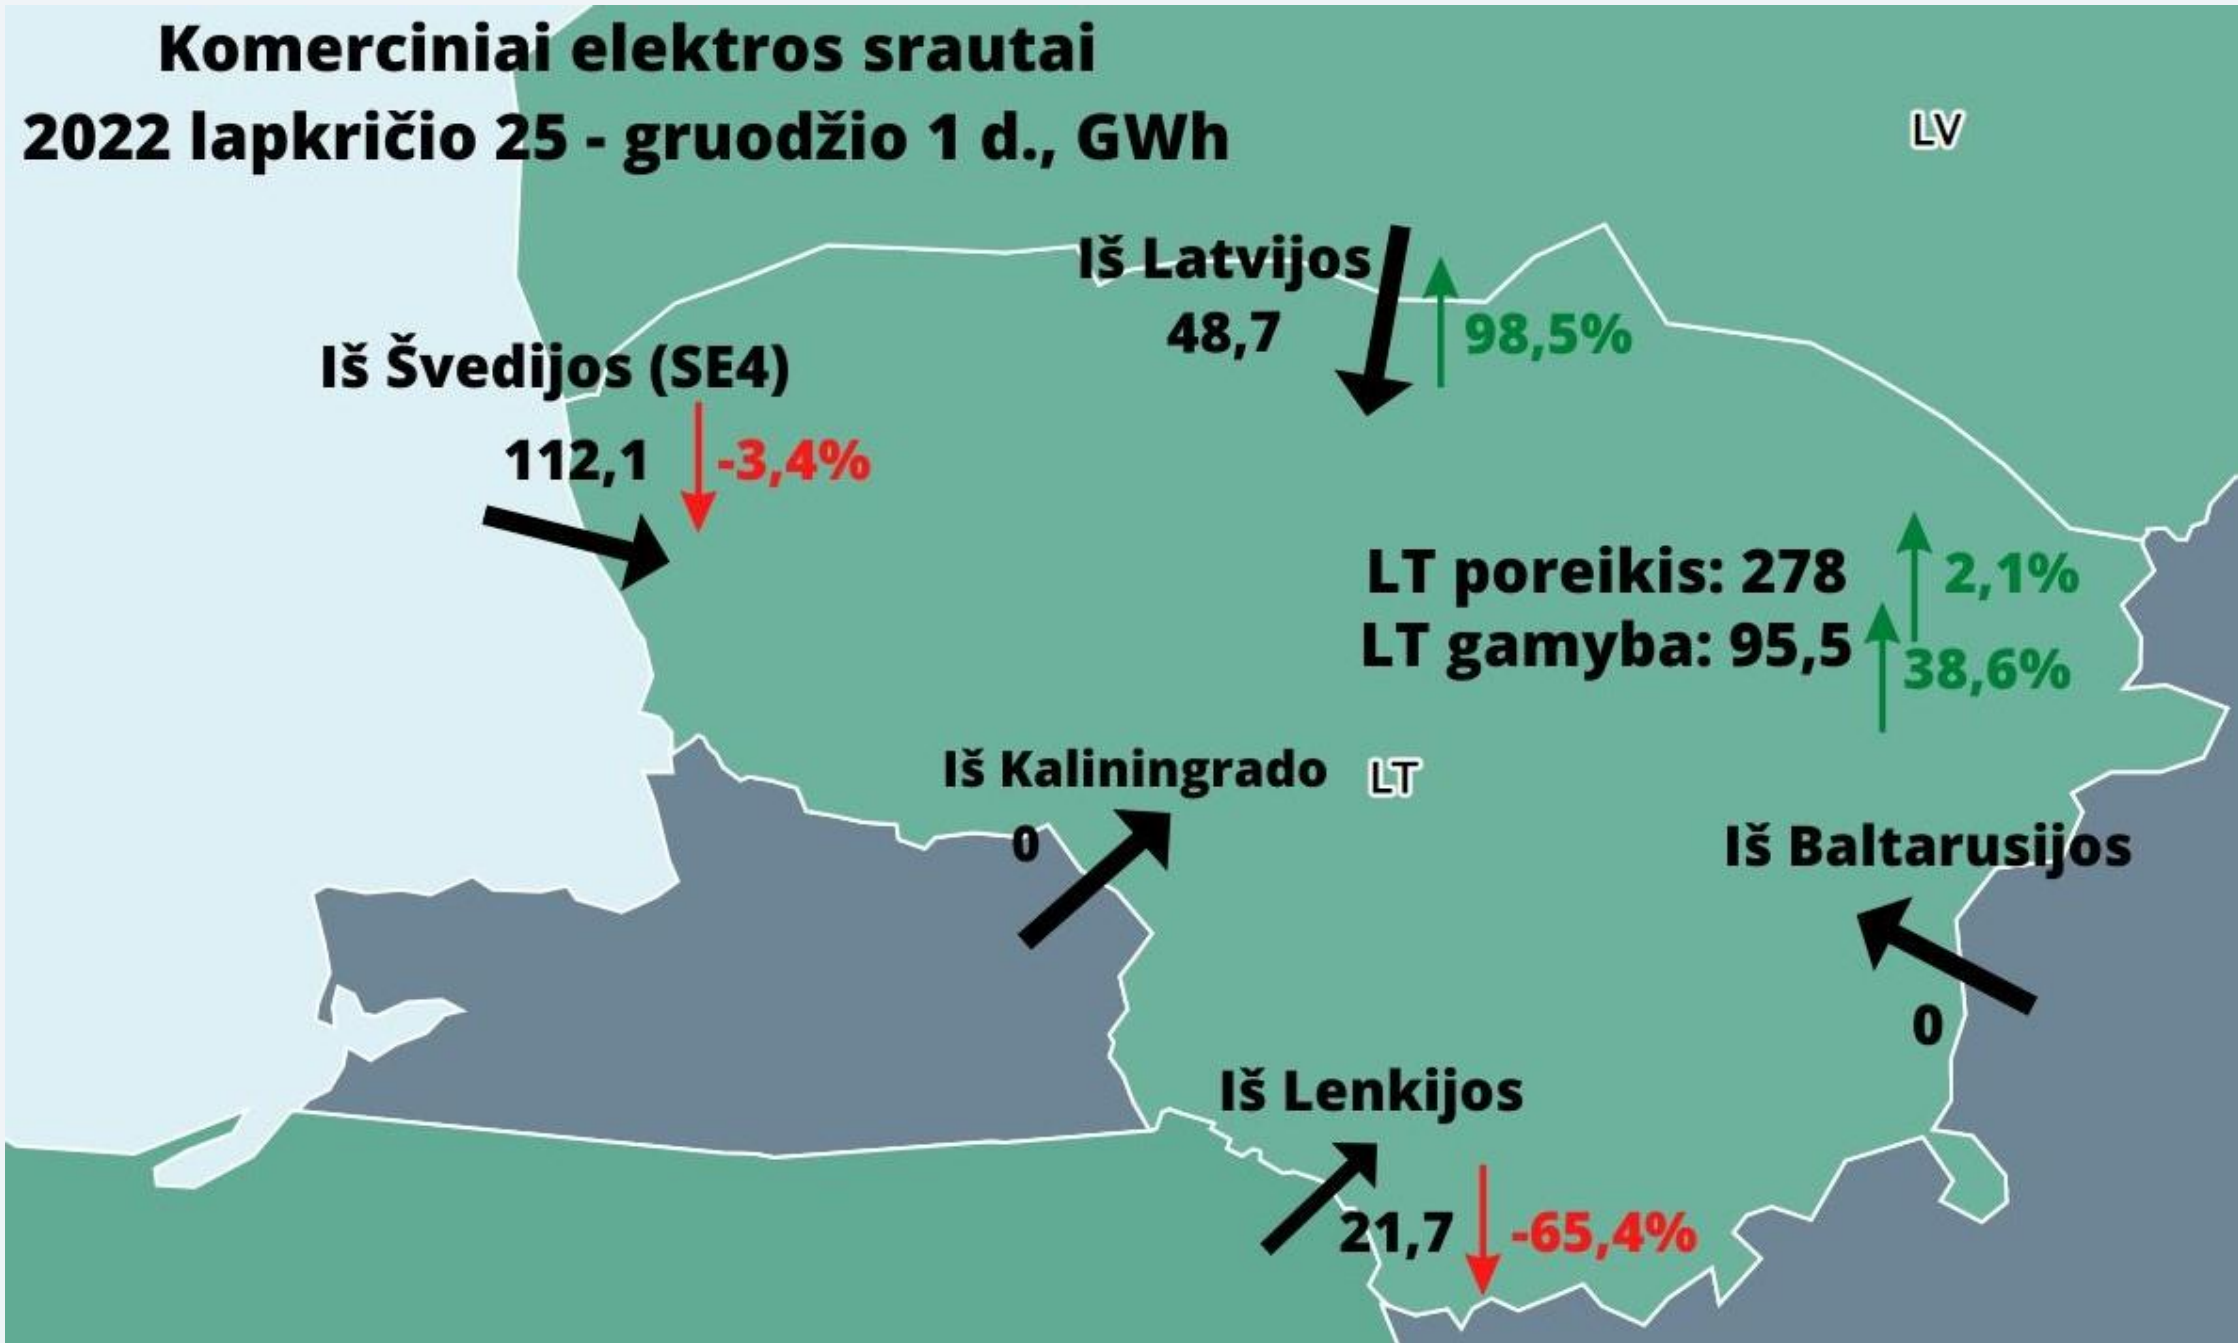 Komerciniai elektros srautai
2022 lapkričio 25 - gruodžio 1 d., GWh
LV
Iš Latvijos
48,7
98,5%
Iš Švedijos (SE4)
112,1
-3,4%
LT poreikis: 278
2,1%
LT gamyba: 95,5
38,6%
Iš Kaliningrado
LT
0
Iš Baltarusijos
0
Iš Lenkijos
21,7
-65,4%